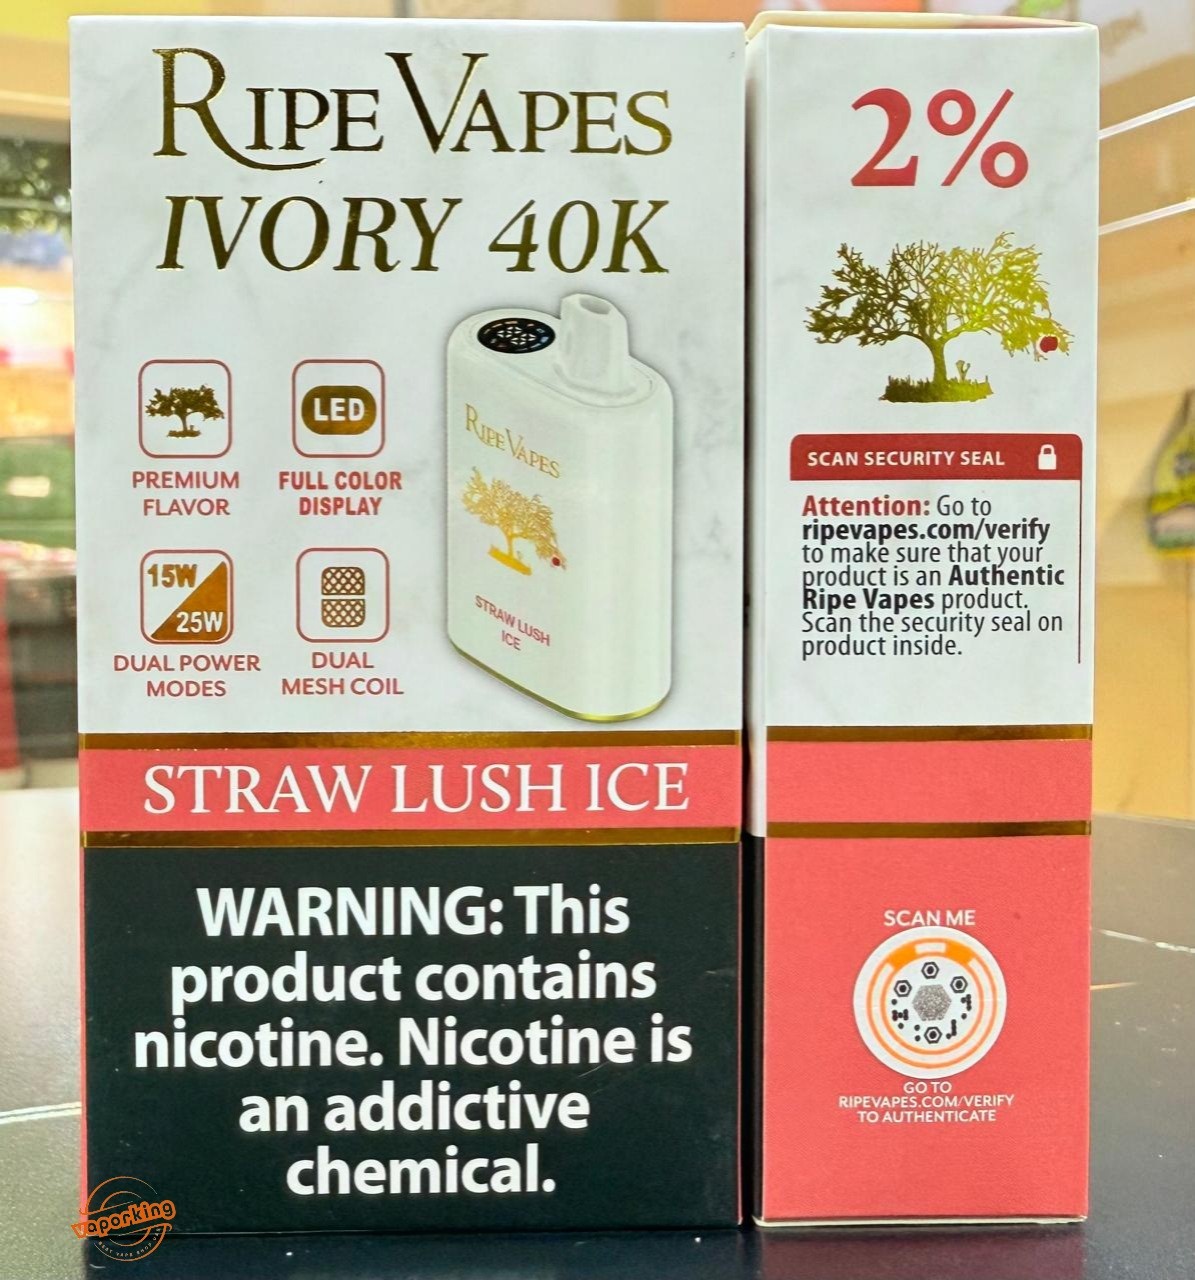 RIPE VAPES
IVORY 40K
PREMIUM
FLAVOR
LED
FULL COLOR
DISPLAY
15W
25W
DUAL POWER
MODES
DUAL
MESH COIL
RIPE VAPES
STRAW LUSH
ICE
STRAW LUSH ICE
WARNING: This
product contains
nicotine. Nicotine is
an addictive
chemical.
2%
SCAN SECURITY SEAL
Attention: Go to
ripevapes.com/verify
to make sure that your
product is an Authentic
Ripe Vapes product.
Scan the security seal on
product inside.
SCAN ME
GO TO
RIPEVAPES.COM/VERIFY
TO AUTHENTICATE
vaporking